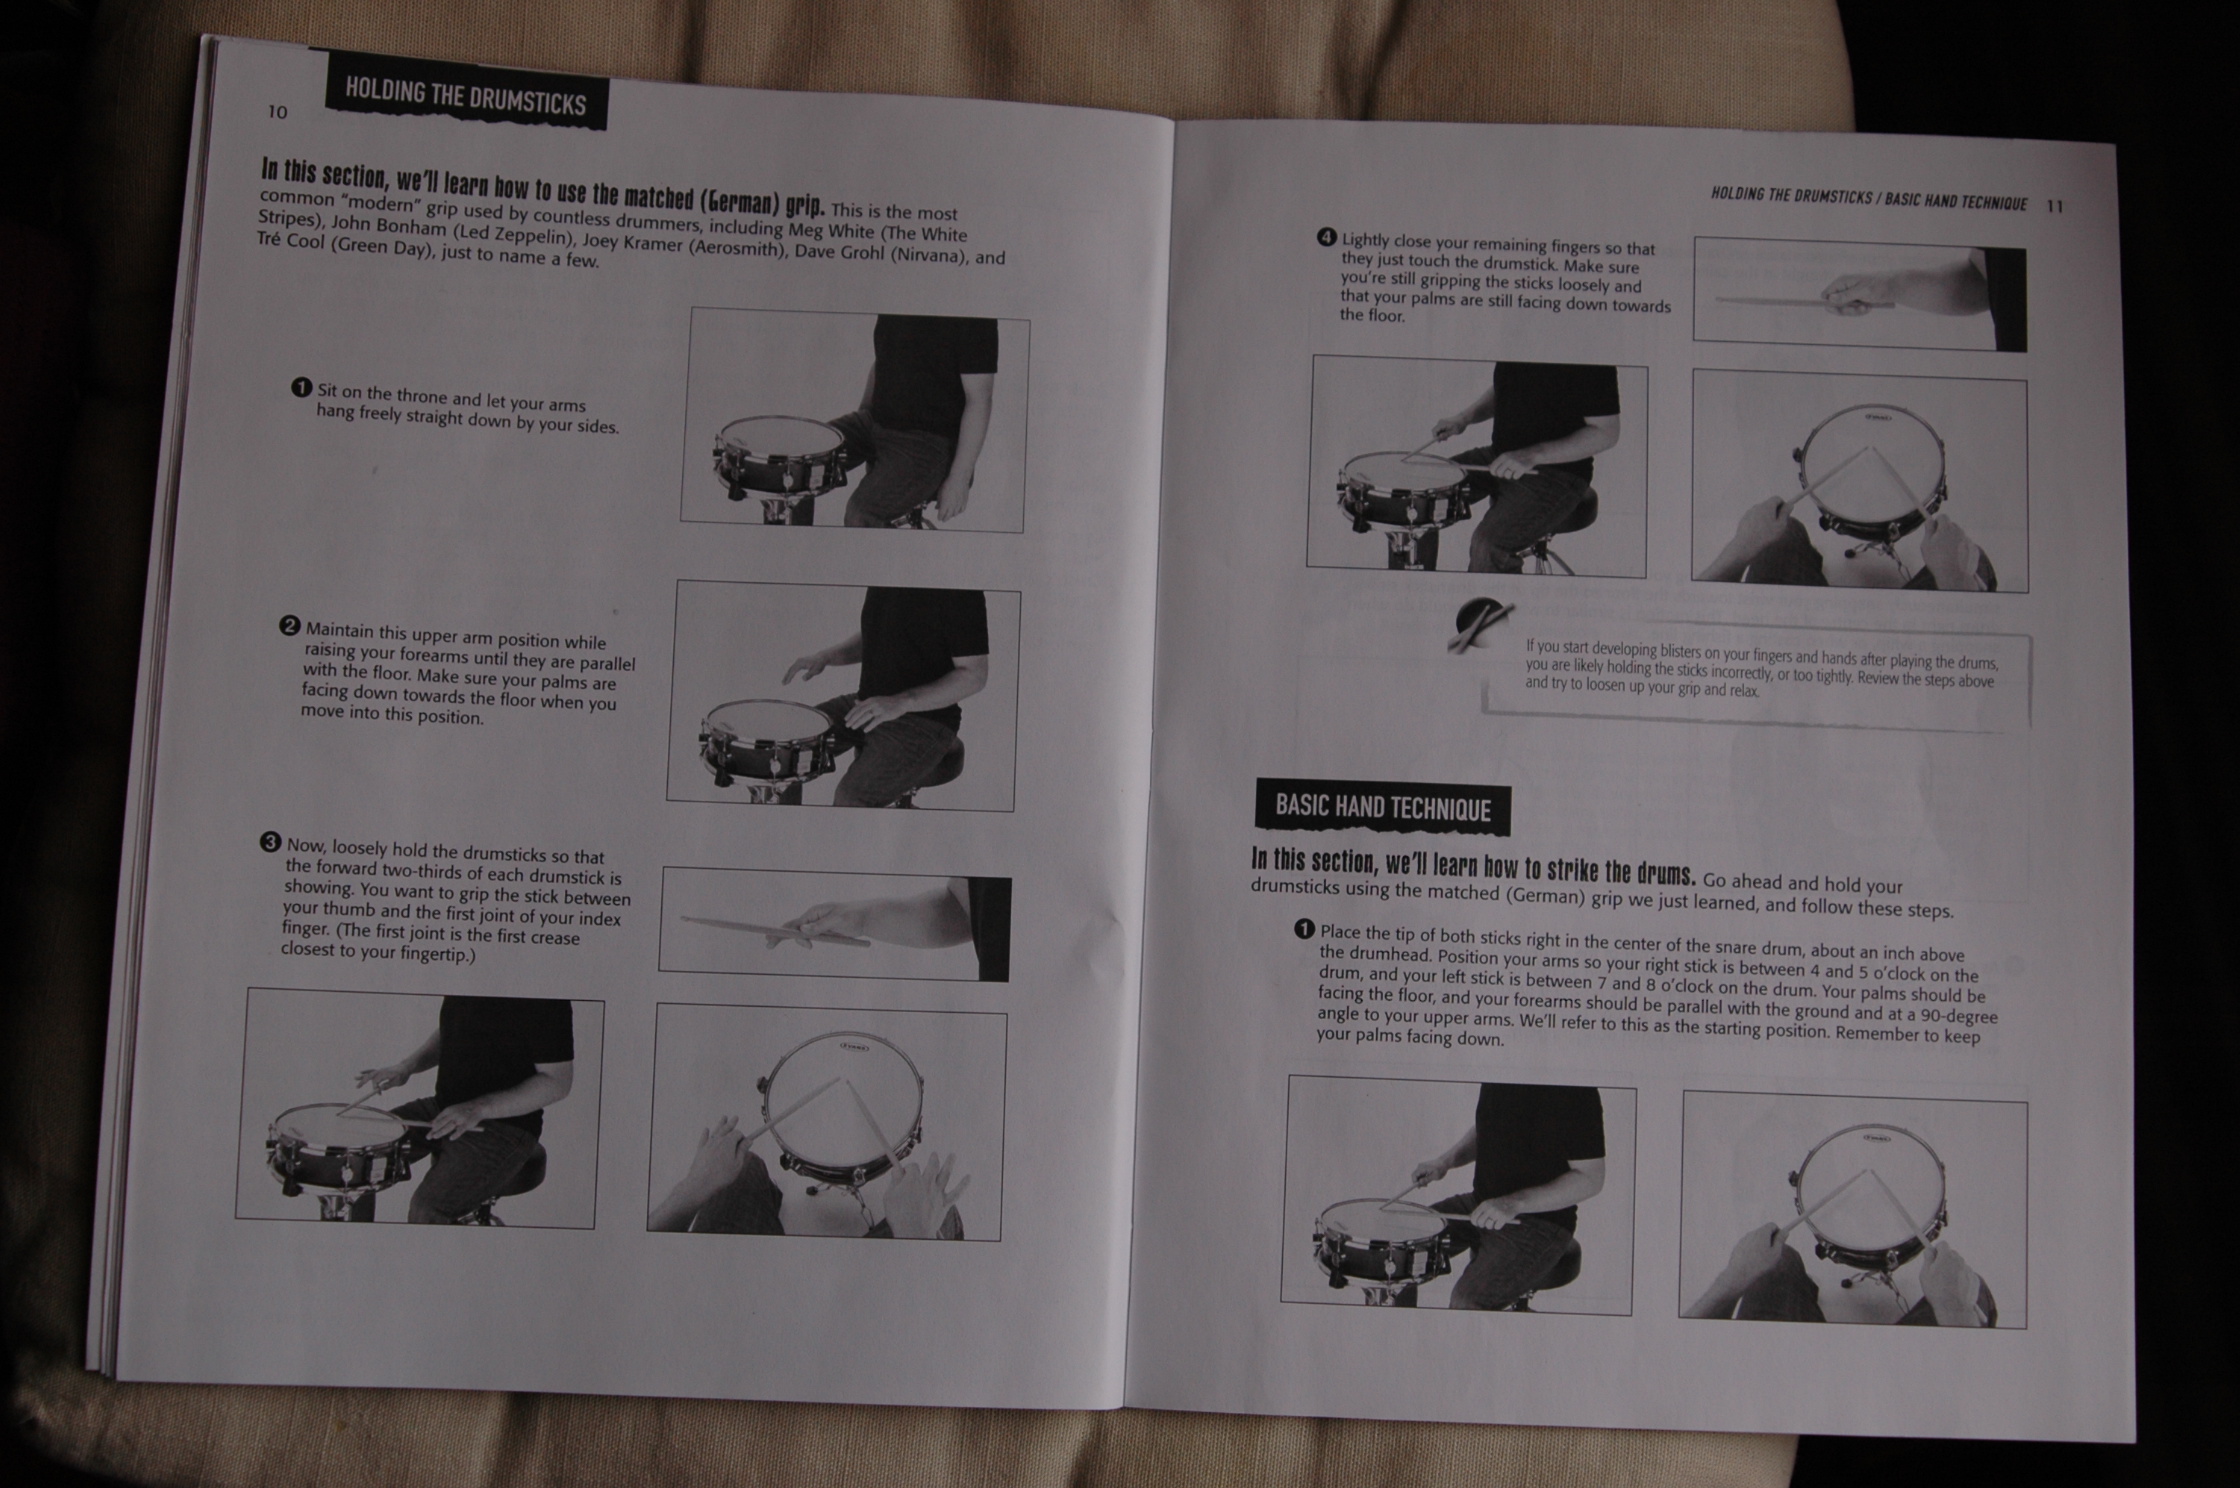 10
HOLDING THE DRUMSTICKS
In this section, we'll learn how to use the matched (German) grip. This is the most
common "modern" grip used by countless drummers, including Meg White (The White
Stripes), John Bonham (Led Zeppelin), Joey Kramer (Aerosmith), Dave Grohl (Nirvana), and
Tré Cool (Green Day), just to name a few.
1 Sit on the throne and let your arms
hang freely straight down by your sides.
2 Maintain this upper arm position while
raising your forearms until they are parallel
with the floor. Make sure your palms are
facing down towards the floor when you
move into this position.
3 Now, loosely hold the drumsticks so that
the forward two-thirds of each drumstick is
showing. You want to grip the stick between
your thumb and the first joint of your index
finger. (The first joint is the first crease
closest to your fingertip.)
HOLDING THE DRUMSTICKS / BASIC HAND TECHNIQUE 11
4 Lightly close your remaining fingers so that
they just touch the drumstick. Make sure
you're still gripping the sticks loosely and
that your palms are still facing down towards
the floor.
If you start developing blisters on your fingers and hands after playing the drums,
you are likely holding the sticks incorrectly, or too tightly. Review the steps above
and try to loosen up your grip and relax.
BASIC HAND TECHNIQUE
In this section, we'll learn how to strike the drums. Go ahead and hold your
drumsticks using the matched (German) grip we just learned, and follow these steps.
1 Place the tip of both sticks right in the center of the snare drum, about an inch above
the drumhead. Position your arms so your right stick is between 4 and 5 o'clock on the
drum, and your left stick is between 7 and 8 o'clock on the drum. Your palms should be
facing the floor, and your forearms should be parallel with the ground and at a 90-degree
angle to your upper arms. We'll refer to this as the starting position. Remember to keep
your palms facing down.